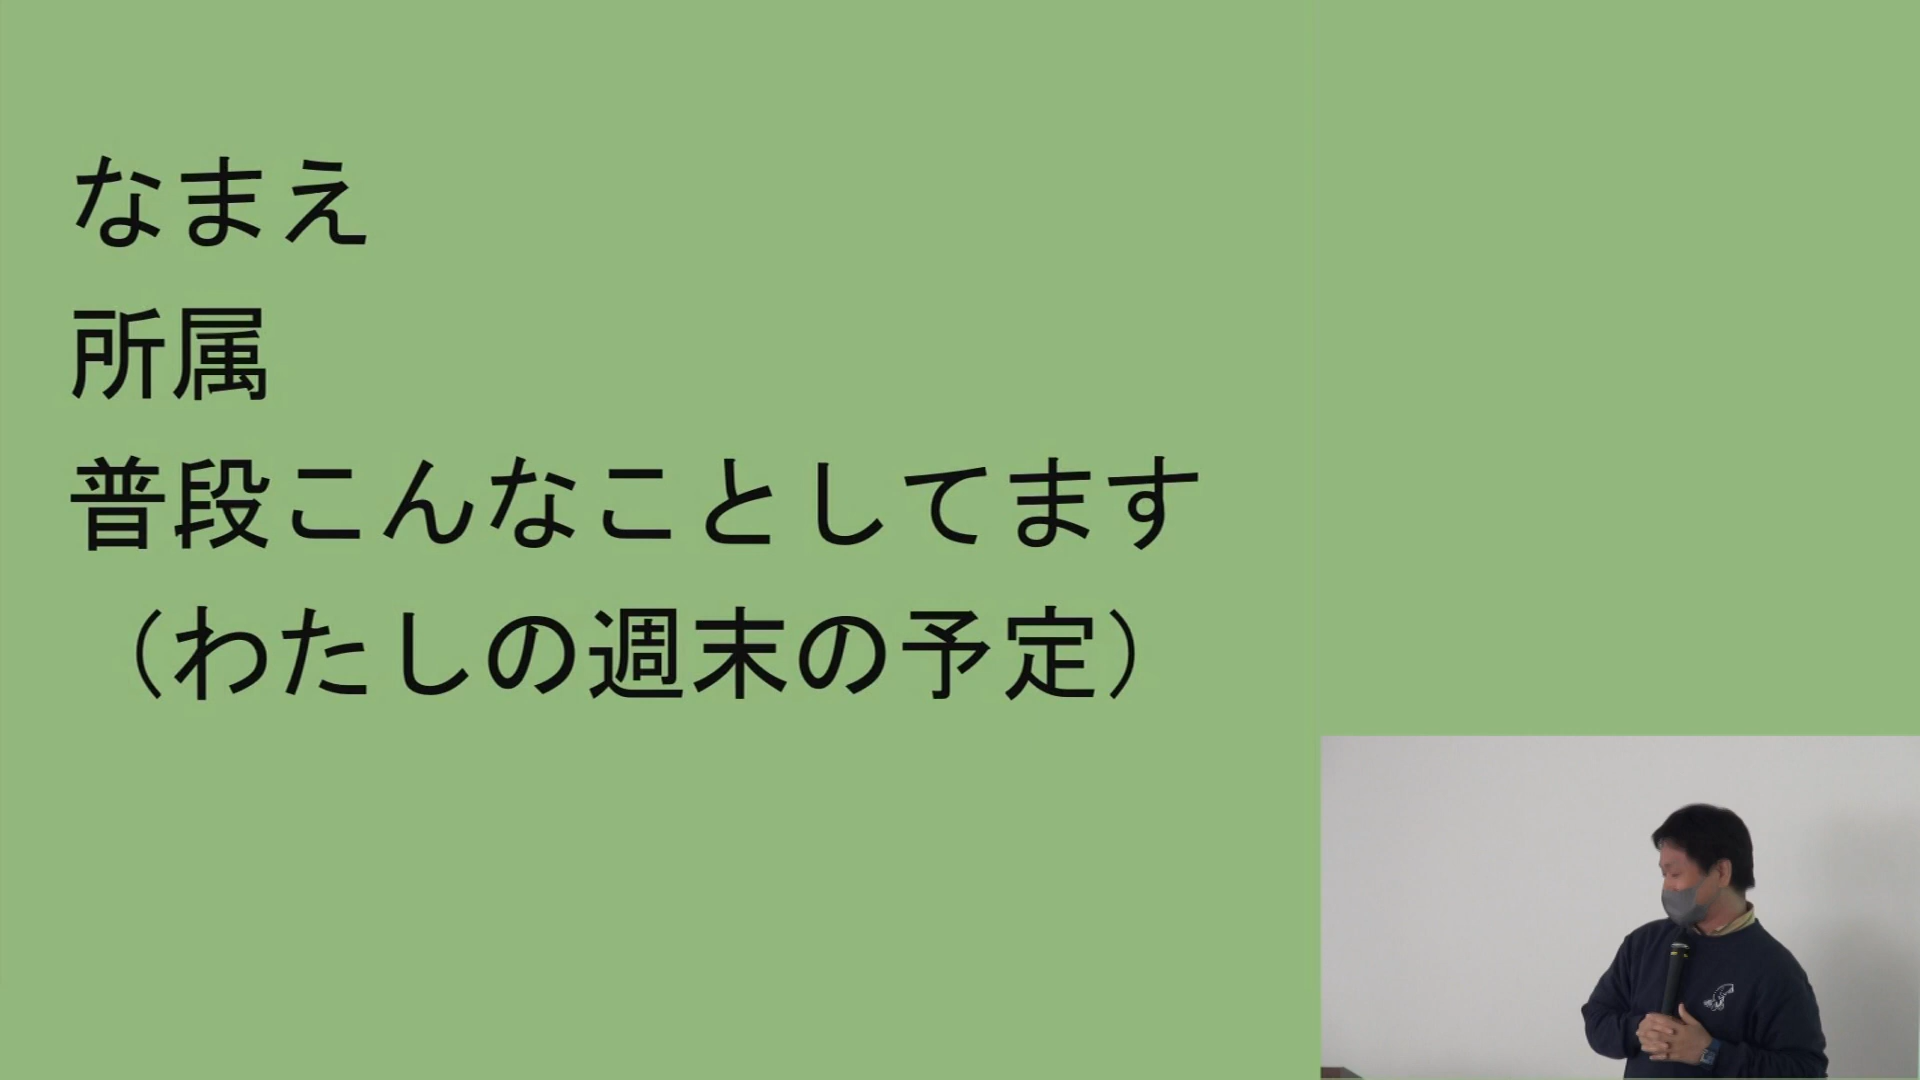 なまえ
所属
普段こんなことしてます
（わたしの週末の予定）